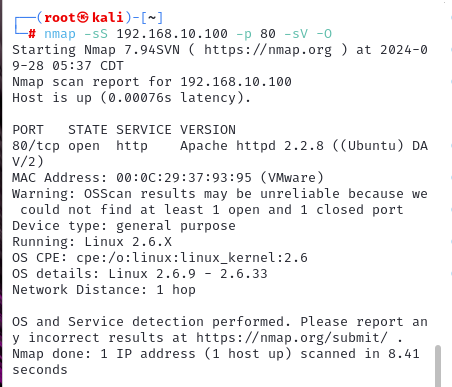 ┌──(root㉿kali)-[~]
└─# nmap -sS 192.168.10.100 -p 80 -sV -O
Starting Nmap 7.94SVN ( https://nmap.org ) at 2024-0
9-28 05:37 CDT
Nmap scan report for 192.168.10.100
Host is up (0.00076s latency).

PORT   STATE SERVICE VERSION
80/tcp open  http    Apache httpd 2.2.8 ((Ubuntu) DA
V/2)
MAC Address: 00:0C:29:37:93:95 (VMware)
Warning: OSScan results may be unreliable because we
 could not find at least 1 open and 1 closed port
Device type: general purpose
Running: Linux 2.6.X
OS CPE: cpe:/o:linux:linux_kernel:2.6
OS details: Linux 2.6.9 - 2.6.33
Network Distance: 1 hop

OS and Service detection performed. Please report an
y incorrect results at https://nmap.org/submit/ .
Nmap done: 1 IP address (1 host up) scanned in 8.41
seconds